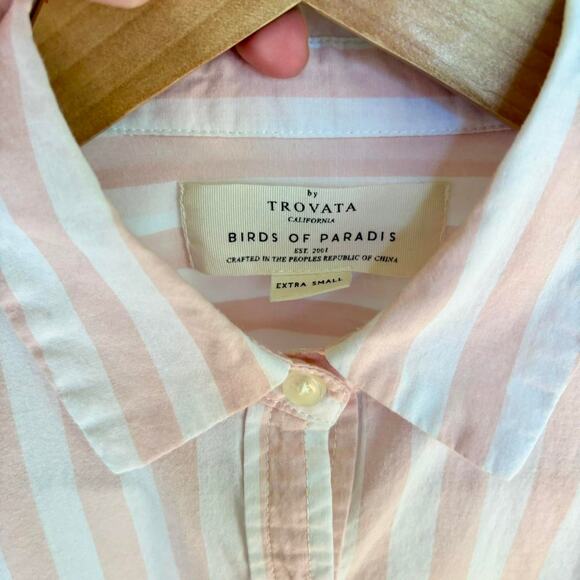 by
TROVATA
CALIFORNIA
BIRDS OF PARADIS
EST. 2001
CRAFTED IN THE PEOPLES REPUBLIC OF CHINA
EXTRA SMALL